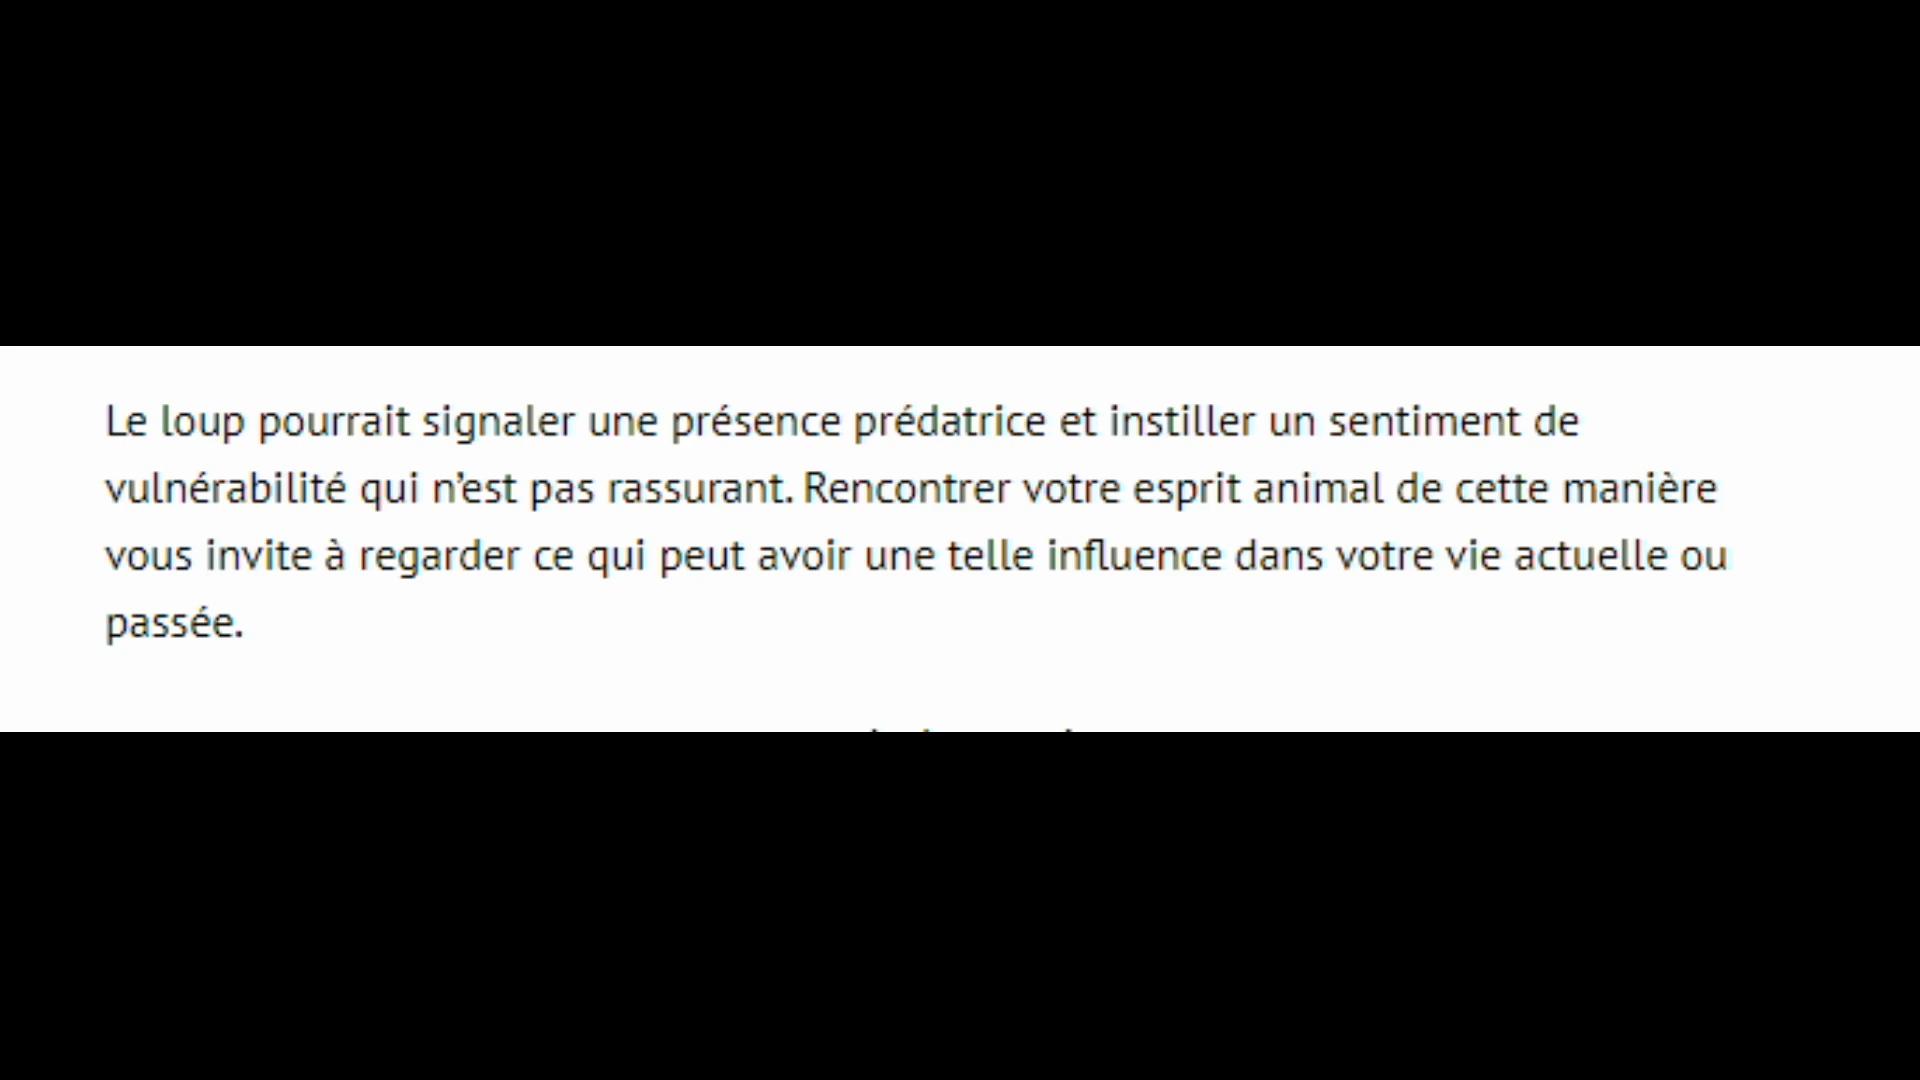 Le loup pourrait signaler une présence prédatrice et instiller un sentiment de
vulnérabilité qui n’est pas rassurant. Rencontrer votre esprit animal de cette manière
vous invite à regarder ce qui peut avoir une telle influence dans votre vie actuelle ou
passée.